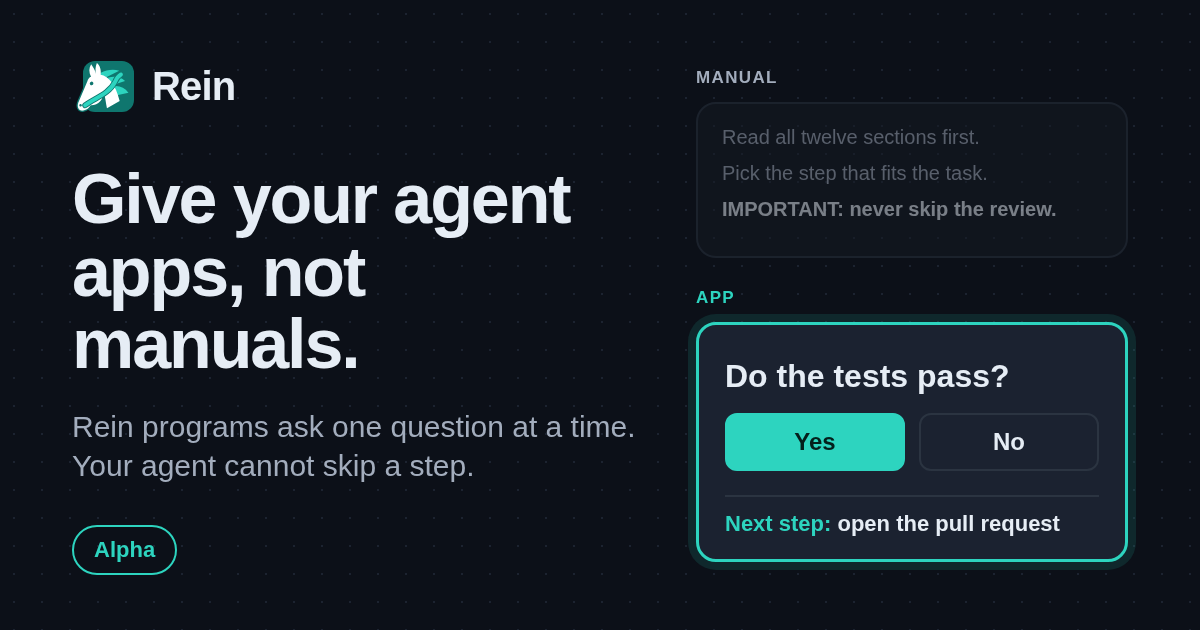 Rein
Give your agent
apps, not
manuals.
Rein programs ask one question at a time.
Your agent cannot skip a step.
Alpha
MANUAL
Read all twelve sections first.
Pick the step that fits the task.
IMPORTANT: never skip the review.
APP
Do the tests pass?
Yes
No
Next step: open the pull request